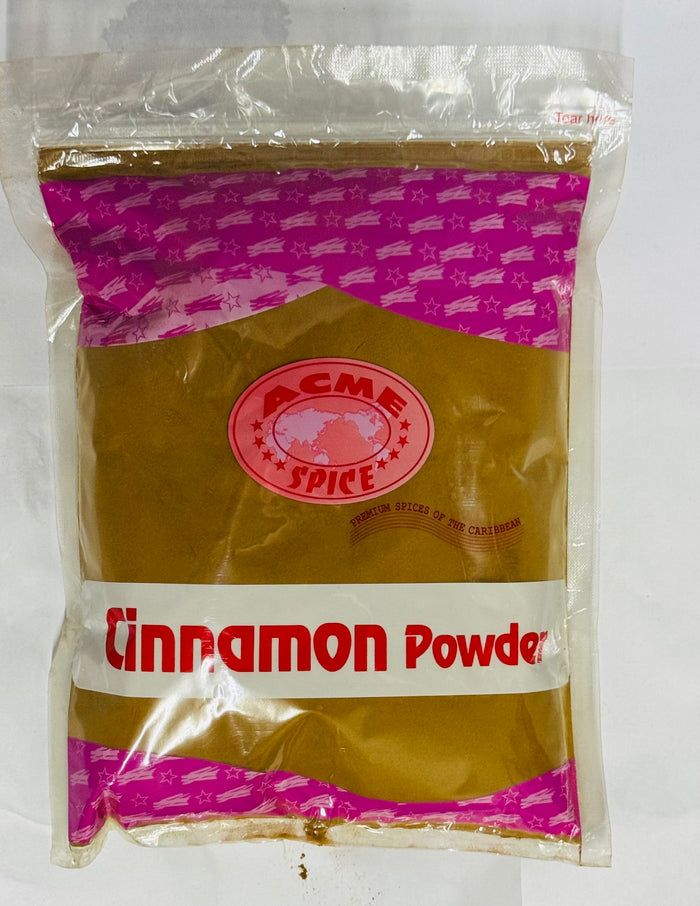 Tear here
ACME
SPICE
PREMIUM SPICES OF THE CARIBBEAN
Cinnamon Powder